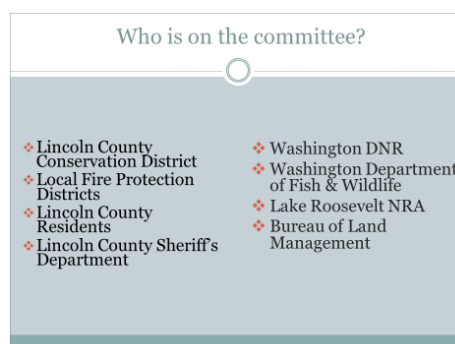 Who is on the committee?
Lincoln County
Conservation District
Local Fire Protection
Districts
Lincoln County
Residents
Lincoln County Sheriff's
Department
Washington DNR
Washington Department
of Fish & Wildlife
Lake Roosevelt NRA
Bureau of Land
Management